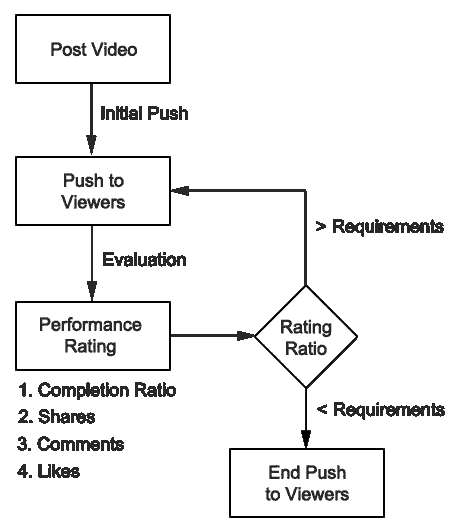 Post Video
Initial Push
Push to
Viewers
> Requirements
Evaluation
Performance
Rating
Rating
Ratio
1. Completion Ratio
2. Shares
3. Comments
4. Likes
< Requirements
End Push
to Viewers